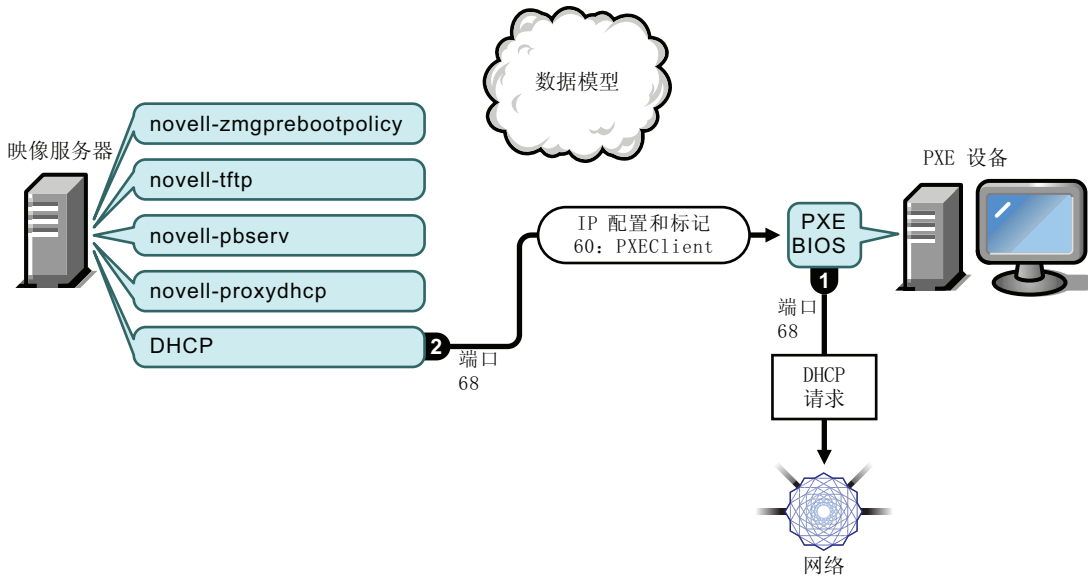 数据模型
映像服务器
novell-zmgprebootpolicy
novell-tftp
novell-pbserv
novell-proxydhcp
DHCP
2
端口
68
IP 配置和标记
60: PXEClient
PXE 设备
PXE
BIOS
1
端口
68
DHCP
请求
网络